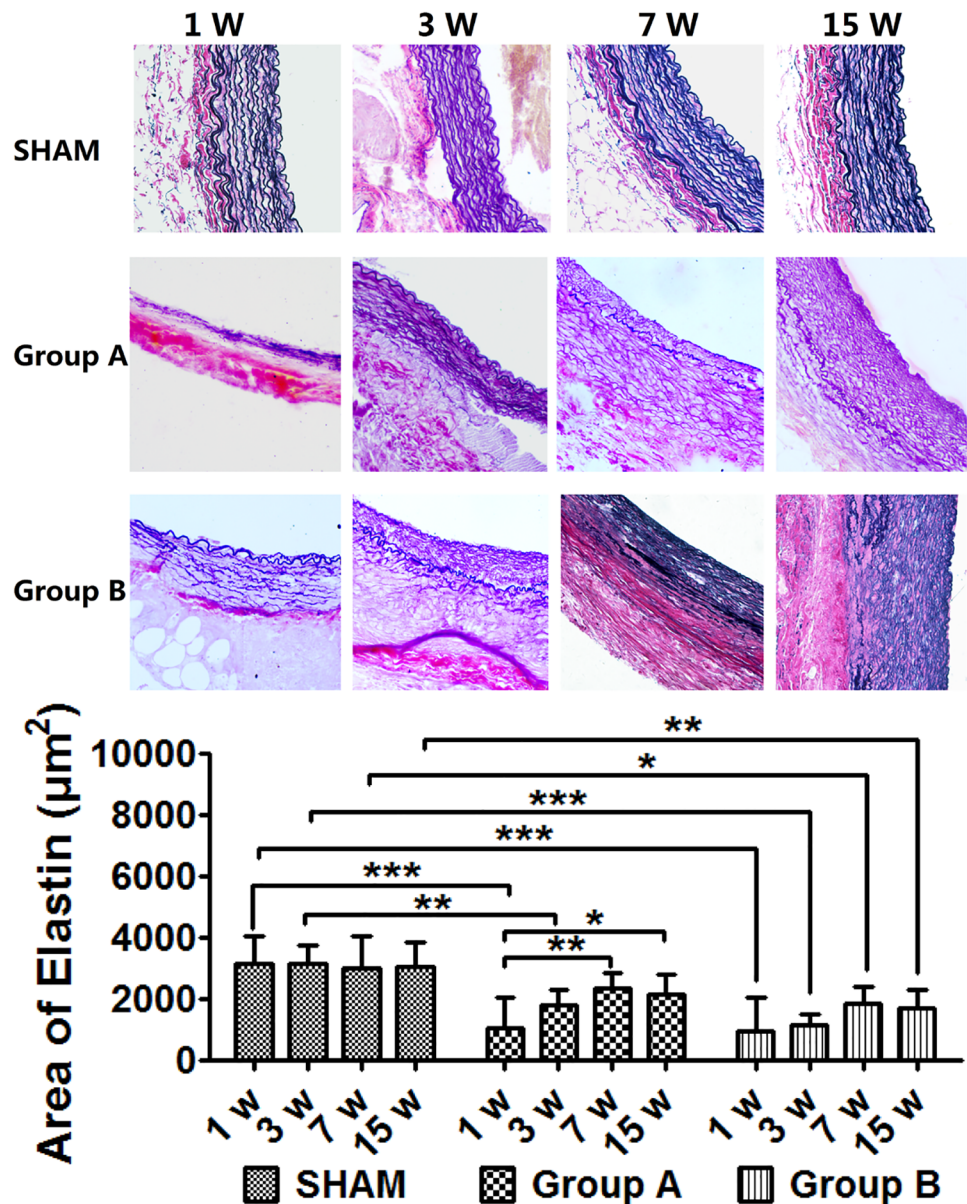 1 W 3 W 7 W 15 W
SHAM
Group A
Group B
Area of Elastin (μm²)
10000
8000
6000
4000
2000
0
**
*
***
***
***
**
*
**
1 w 3 w 7 w 15 w 1 w 3 w 7 w 15 w 1 w 3 w 7 w 15 w
SHAM Group A Group B